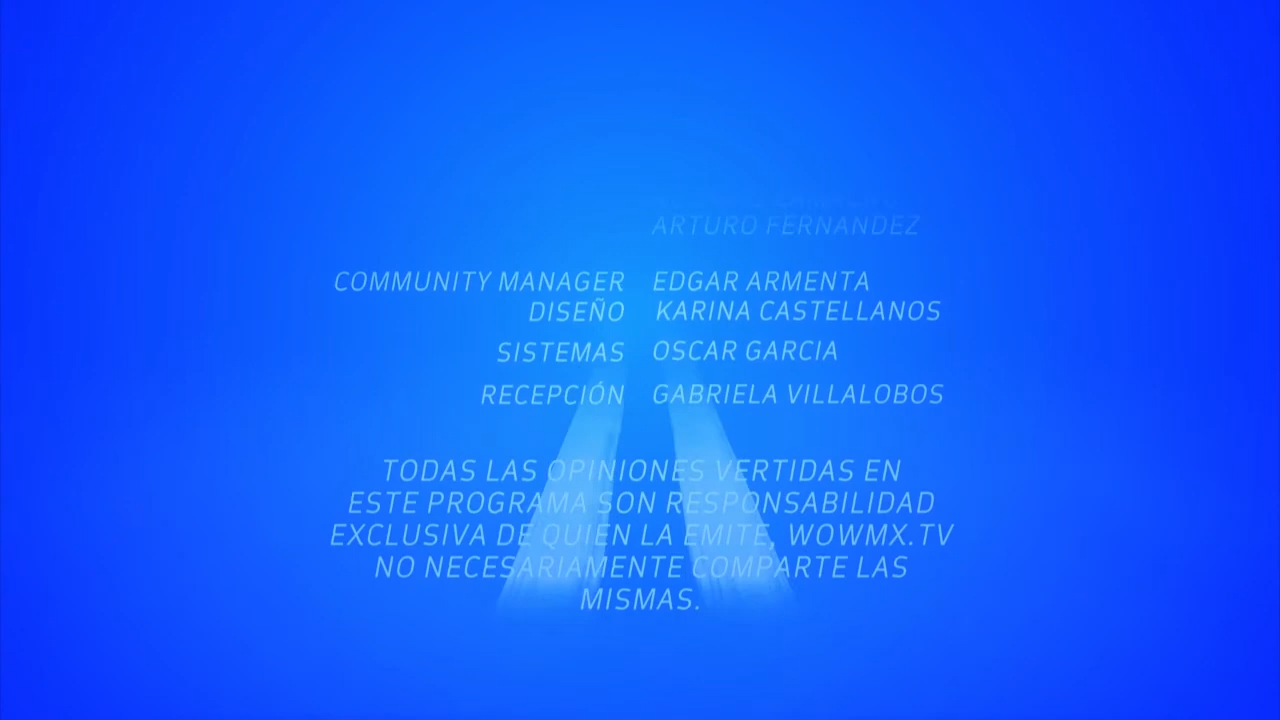 ARTURO FERNANDEZ
COMMUNITY MANAGER EDGAR ARMENTA
DISEÑO KARINA CASTELLANOS
SISTEMAS OSCAR GARCIA
RECEPCIÓN GABRIELA VILLALOBOS
TODAS LAS OPINIONES VERTIDAS EN
ESTE PROGRAMA SON RESPONSABILIDAD
EXCLUSIVA DE QUIEN LA EMITE, WOWMX.TV
NO NECESARIAMENTE COMPARTE LAS
MISMAS.